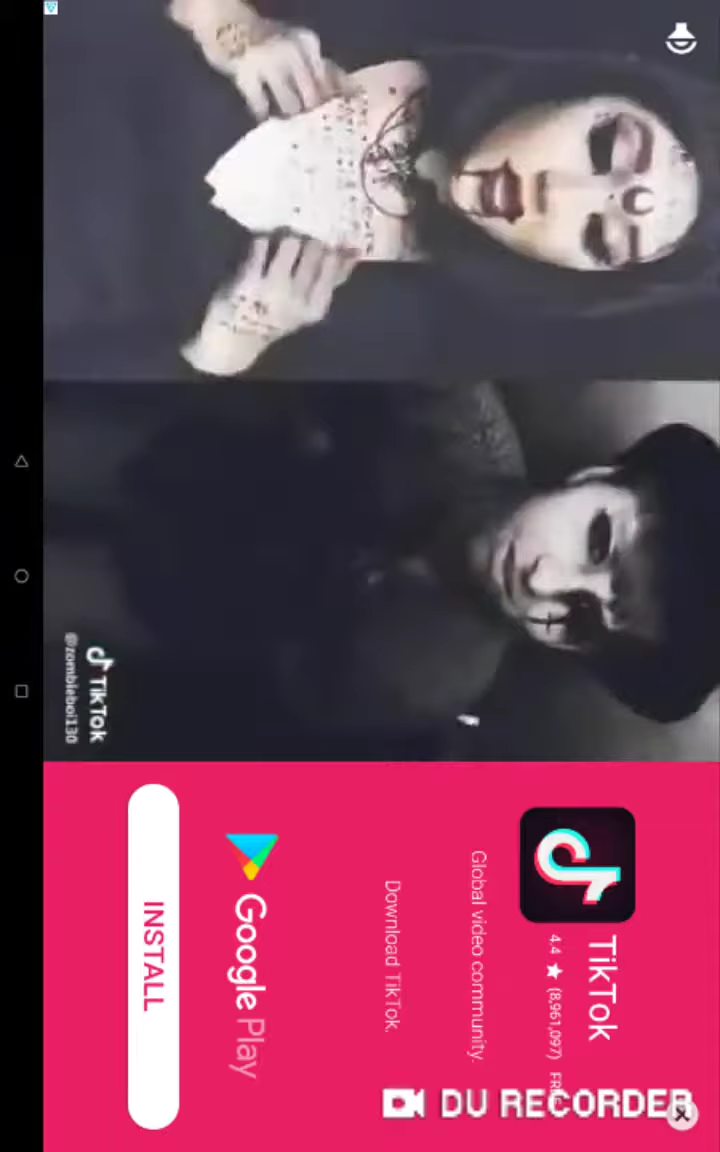 TikTok
@zombieboi130
TikTok
4.4 ★ (8,961,097) FREE
Global video community.
Download TikTok.
Google Play
INSTALL
DU RECORDER